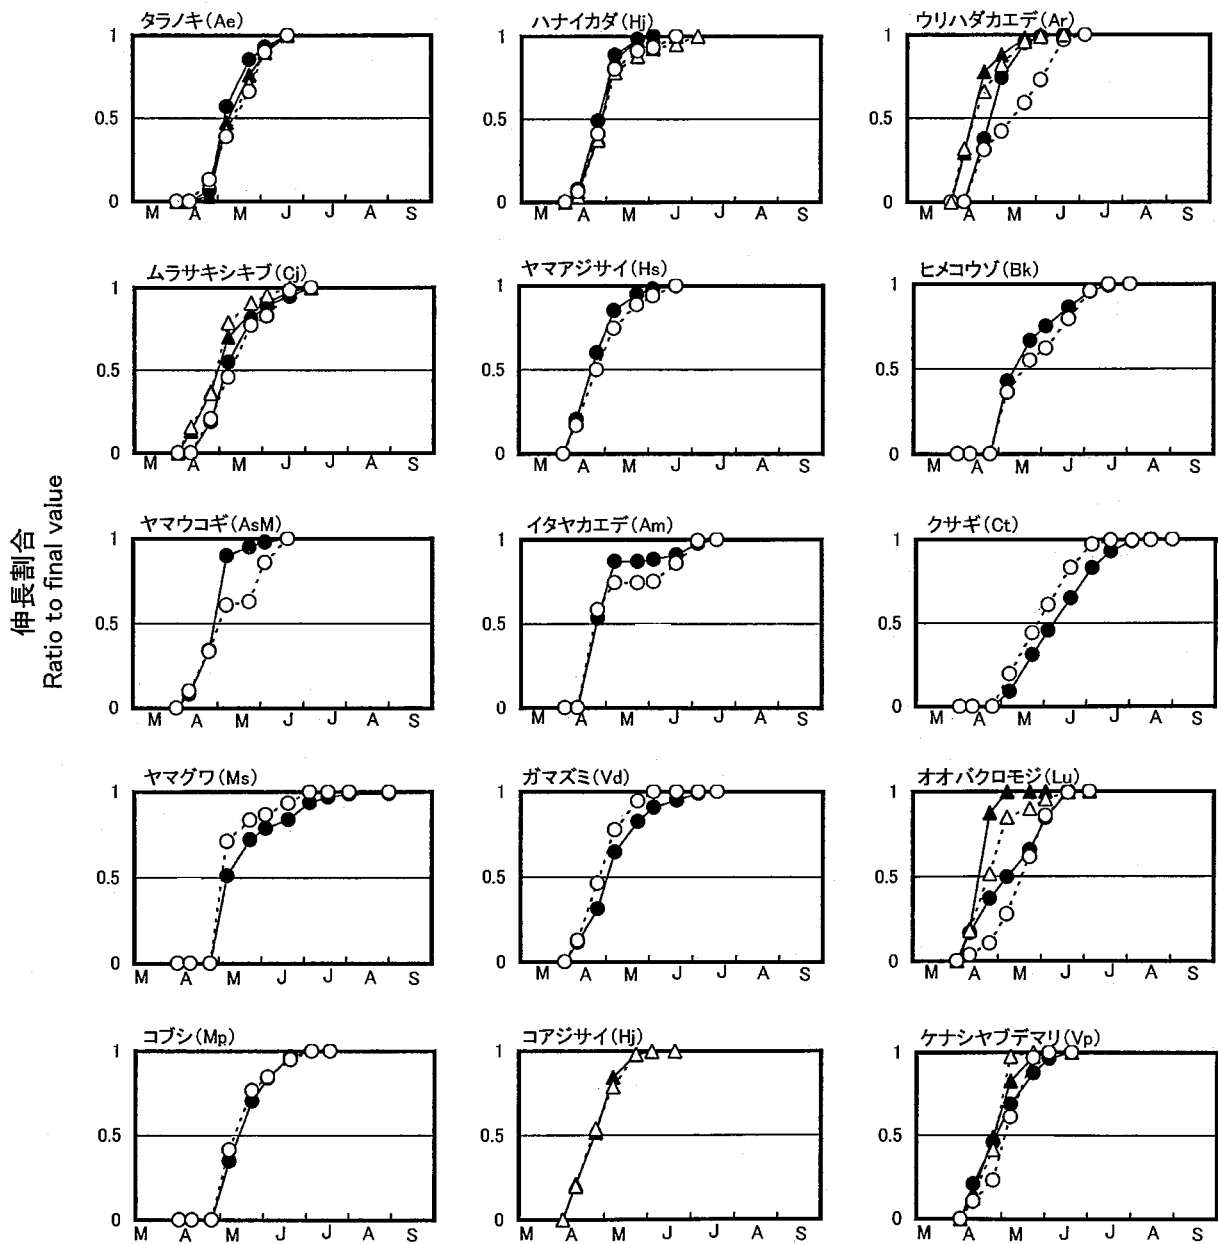 タラノキ(Ae)
ハナイカダ(Hj)
ウリハダカエデ(Ar)
1
0.5
0
M A M J J A S
1
0.5
0
M A M J J A S
1
0.5
0
M A M J J A S
ムラサキシキブ(Cj)
ヤマアジサイ(Hs)
ヒメコウゾ(Bk)
1
0.5
0
M A M J J A S
1
0.5
0
M A M J J A S
1
0.5
0
M A M J J A S
伸長割合
Ratio to final value
ヤマウコギ(AsM)
イタヤカエデ(Am)
クサギ(Ct)
1
0.5
0
M A M J J A S
1
0.5
0
M A M J J A S
1
0.5
0
M A M J J A S
ヤマグワ(Ms)
ガマズミ(Vd)
オオバクロモジ(Lu)
1
0.5
0
M A M J J A S
1
0.5
0
M A M J J A S
1
0.5
0
M A M J J A S
コブシ(Mp)
コアジサイ(Hj)
ケナシヤブデマリ(Vp)
1
0.5
0
M A M J J A S
1
0.5
0
M A M J J A S
1
0.5
0
M A M J J A S